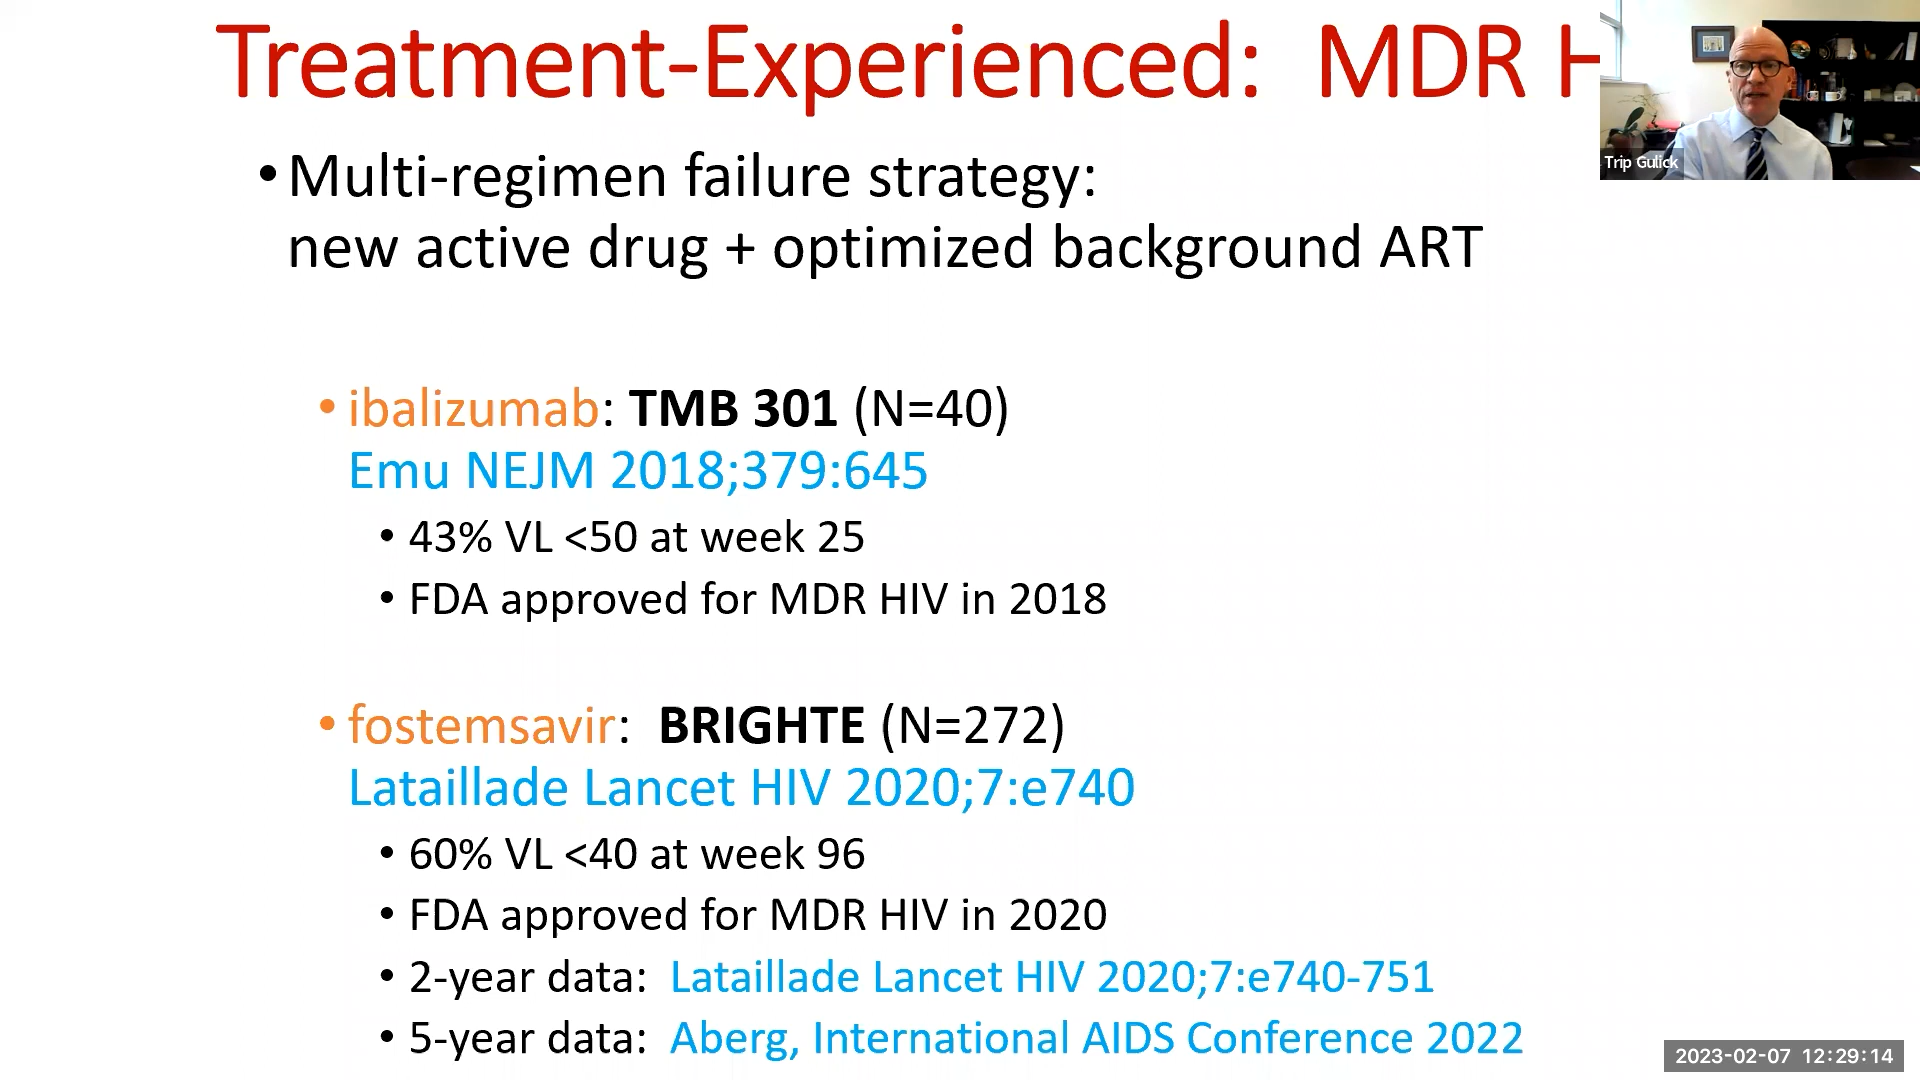 Treatment-Experienced: MDR H
Trip Gulick
• Multi-regimen failure strategy:
new active drug + optimized background ART
• ibalizumab: TMB 301 (N=40)
Emu NEJM 2018;379:645
• 43% VL <50 at week 25
• FDA approved for MDR HIV in 2018
• fostemsavir: BRIGHTE (N=272)
Lataillade Lancet HIV 2020;7:e740
• 60% VL <40 at week 96
• FDA approved for MDR HIV in 2020
• 2-year data: Lataillade Lancet HIV 2020;7:e740-751
• 5-year data: Aberg, International AIDS Conference 2022
2023-02-07 12:29:14